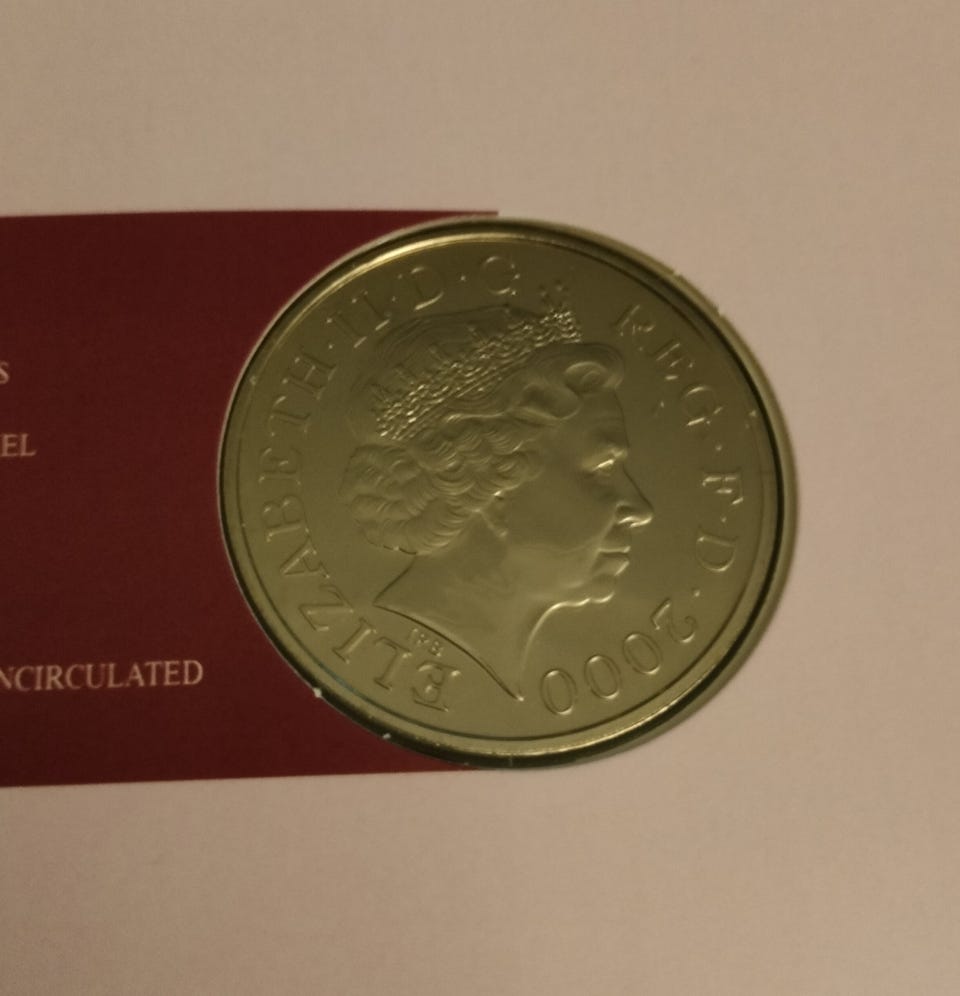 S
EL
NCIRCULATED
ELIZABETH·II·D·G REG·F·D·2000
IRB